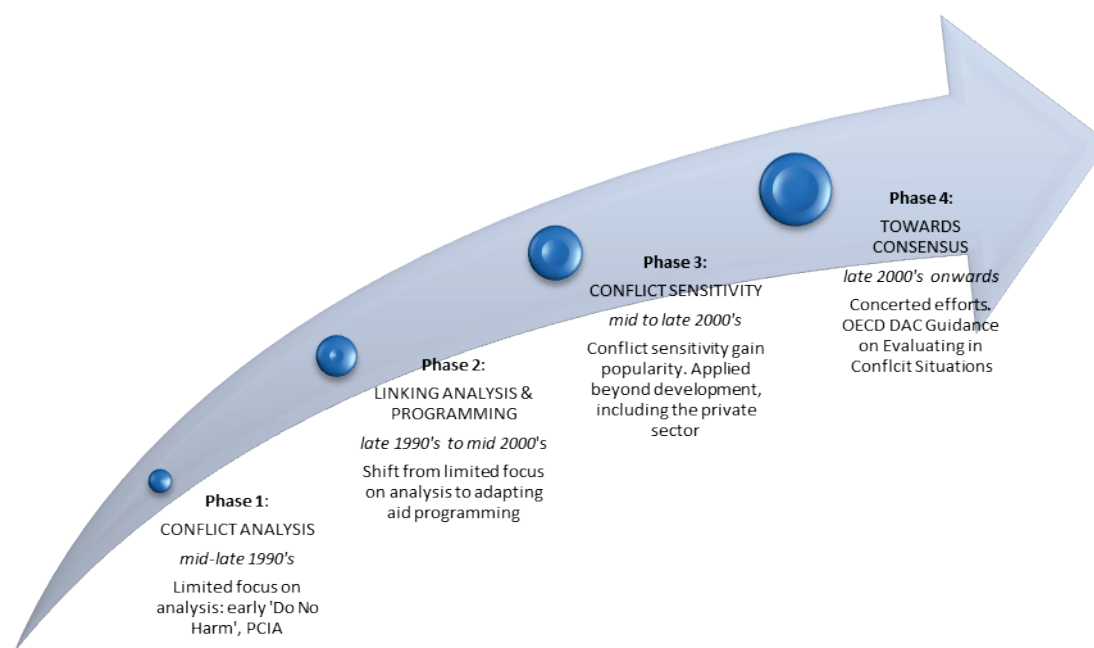 Phase 1:
CONFLICT ANALYSIS
mid-late 1990's
Limited focus on
analysis: early 'Do No
Harm', PCIA
Phase 2:
LINKING ANALYSIS &
PROGRAMMING
late 1990's to mid 2000's
Shift from limited focus
on analysis to adapting
aid programming
Phase 3:
CONFLICT SENSITIVITY
mid to late 2000's
Conflict sensitivity gain
popularity. Applied
beyond development,
including the private
sector
Phase 4:
TOWARDS
CONSENSUS
late 2000's onwards
Concerted efforts.
OECD DAC Guidance
on Evaluating in
Conflcit Situations